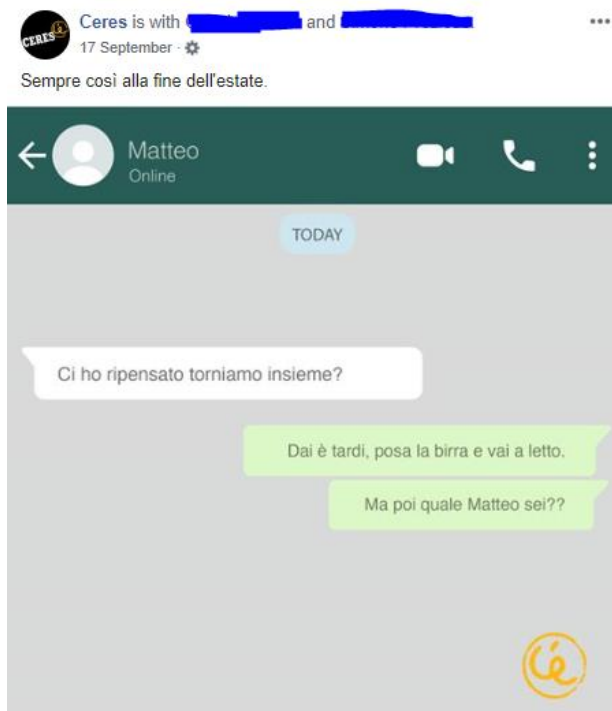 CERES
Ceres is with and
17 September
Sempre così alla fine dell'estate.
Matteo
Online
TODAY
Ci ho ripensato torniamo insieme?
Dai è tardi, posa la birra e vai a letto.
Ma poi quale Matteo sei??
C'é